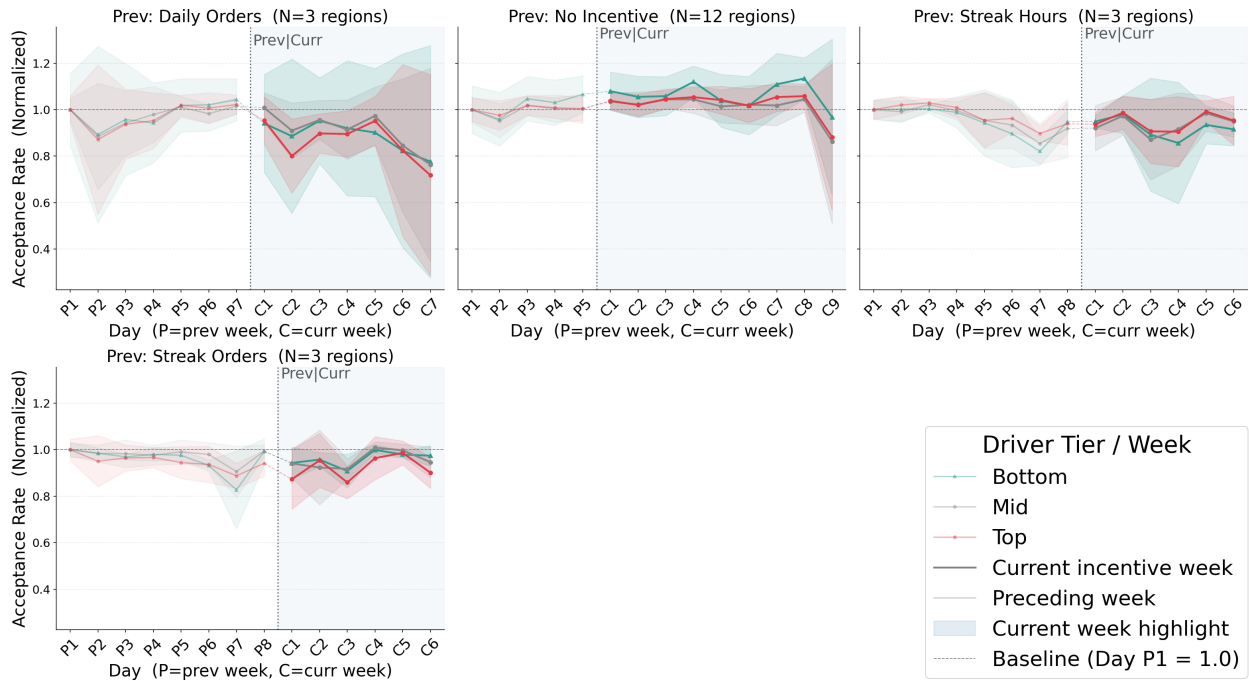 Prev: Daily Orders (N=3 regions)
Prev: No Incentive (N=12 regions)
Prev: Streak Hours (N=3 regions)
Acceptance Rate (Normalized)
1.2
1.0
0.8
0.6
0.4
Prev|Curr
Prev|Curr
Prev|Curr
P1 P2 P3 P4 P5 P6 P7 C1 C2 C3 C4 C5 C6 C7
P1 P2 P3 P4 P5 C1 C2 C3 C4 C5 C6 C7 C8 C9
P1 P2 P3 P4 P5 P6 P7 P8 C1 C2 C3 C4 C5 C6
Day (P=prev week, C=curr week)
Day (P=prev week, C=curr week)
Day (P=prev week, C=curr week)
Prev: Streak Orders (N=3 regions)
Acceptance Rate (Normalized)
1.2
1.0
0.8
0.6
0.4
Prev|Curr
P1 P2 P3 P4 P5 P6 P7 P8 C1 C2 C3 C4 C5 C6
Day (P=prev week, C=curr week)
Driver Tier / Week
Bottom
Mid
Top
Current incentive week
Preceding week
Current week highlight
Baseline (Day P1 = 1.0)